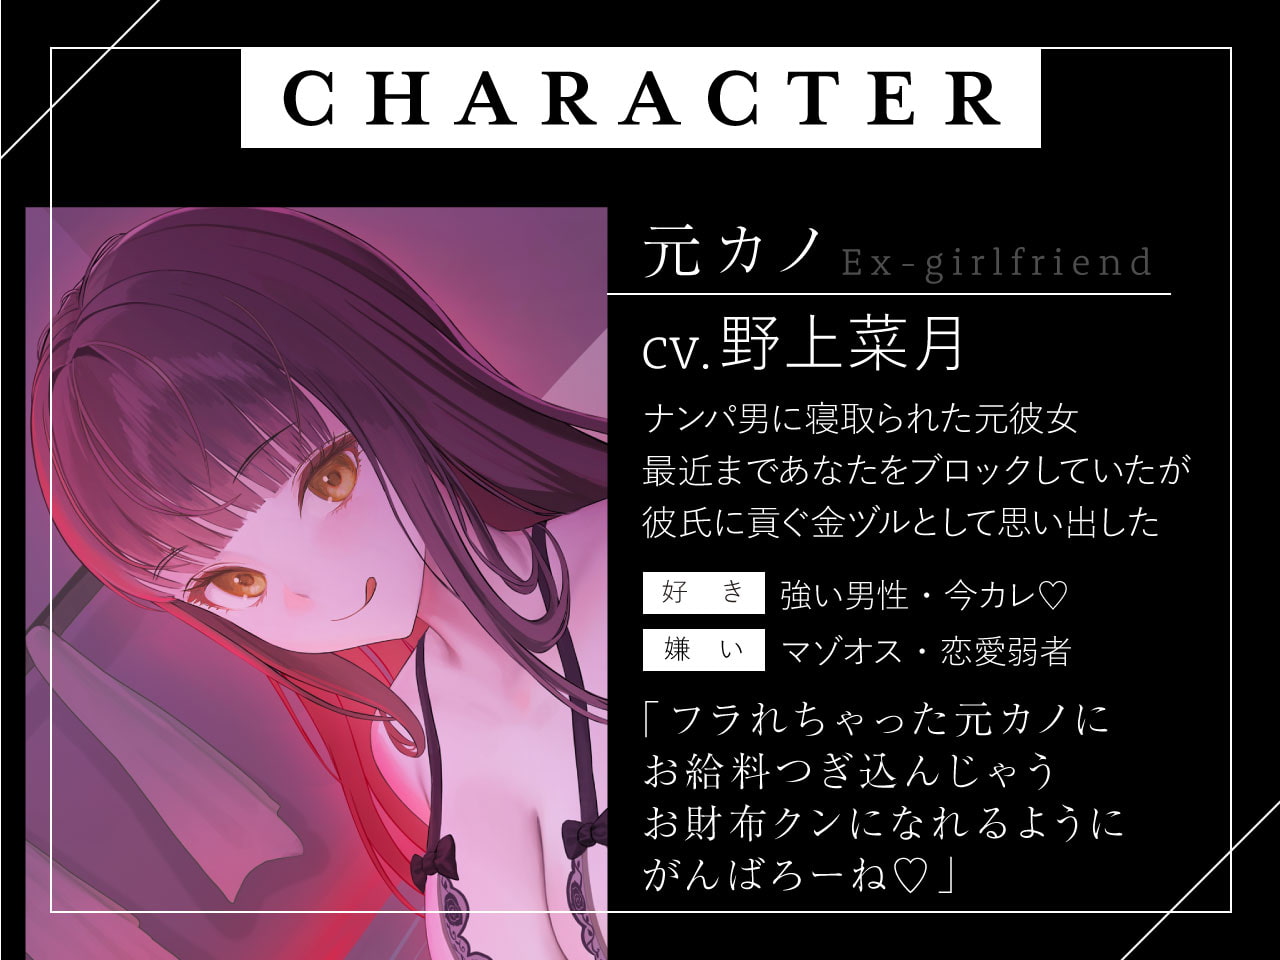 CHARACTER
元カノ Ex-girlfriend
cv.野上菜月
ナンパ男に寝取られた元彼女
最近まであなたをブロックしていたが
彼氏に貢ぐ金ヅルとして思い出した
好き 強い男性・今カレ♡
嫌い マゾオス・恋愛弱者
「フラれちゃった元カノに
お給料つぎ込んじゃう
お財布クンになれるように
がんばろーね♡」